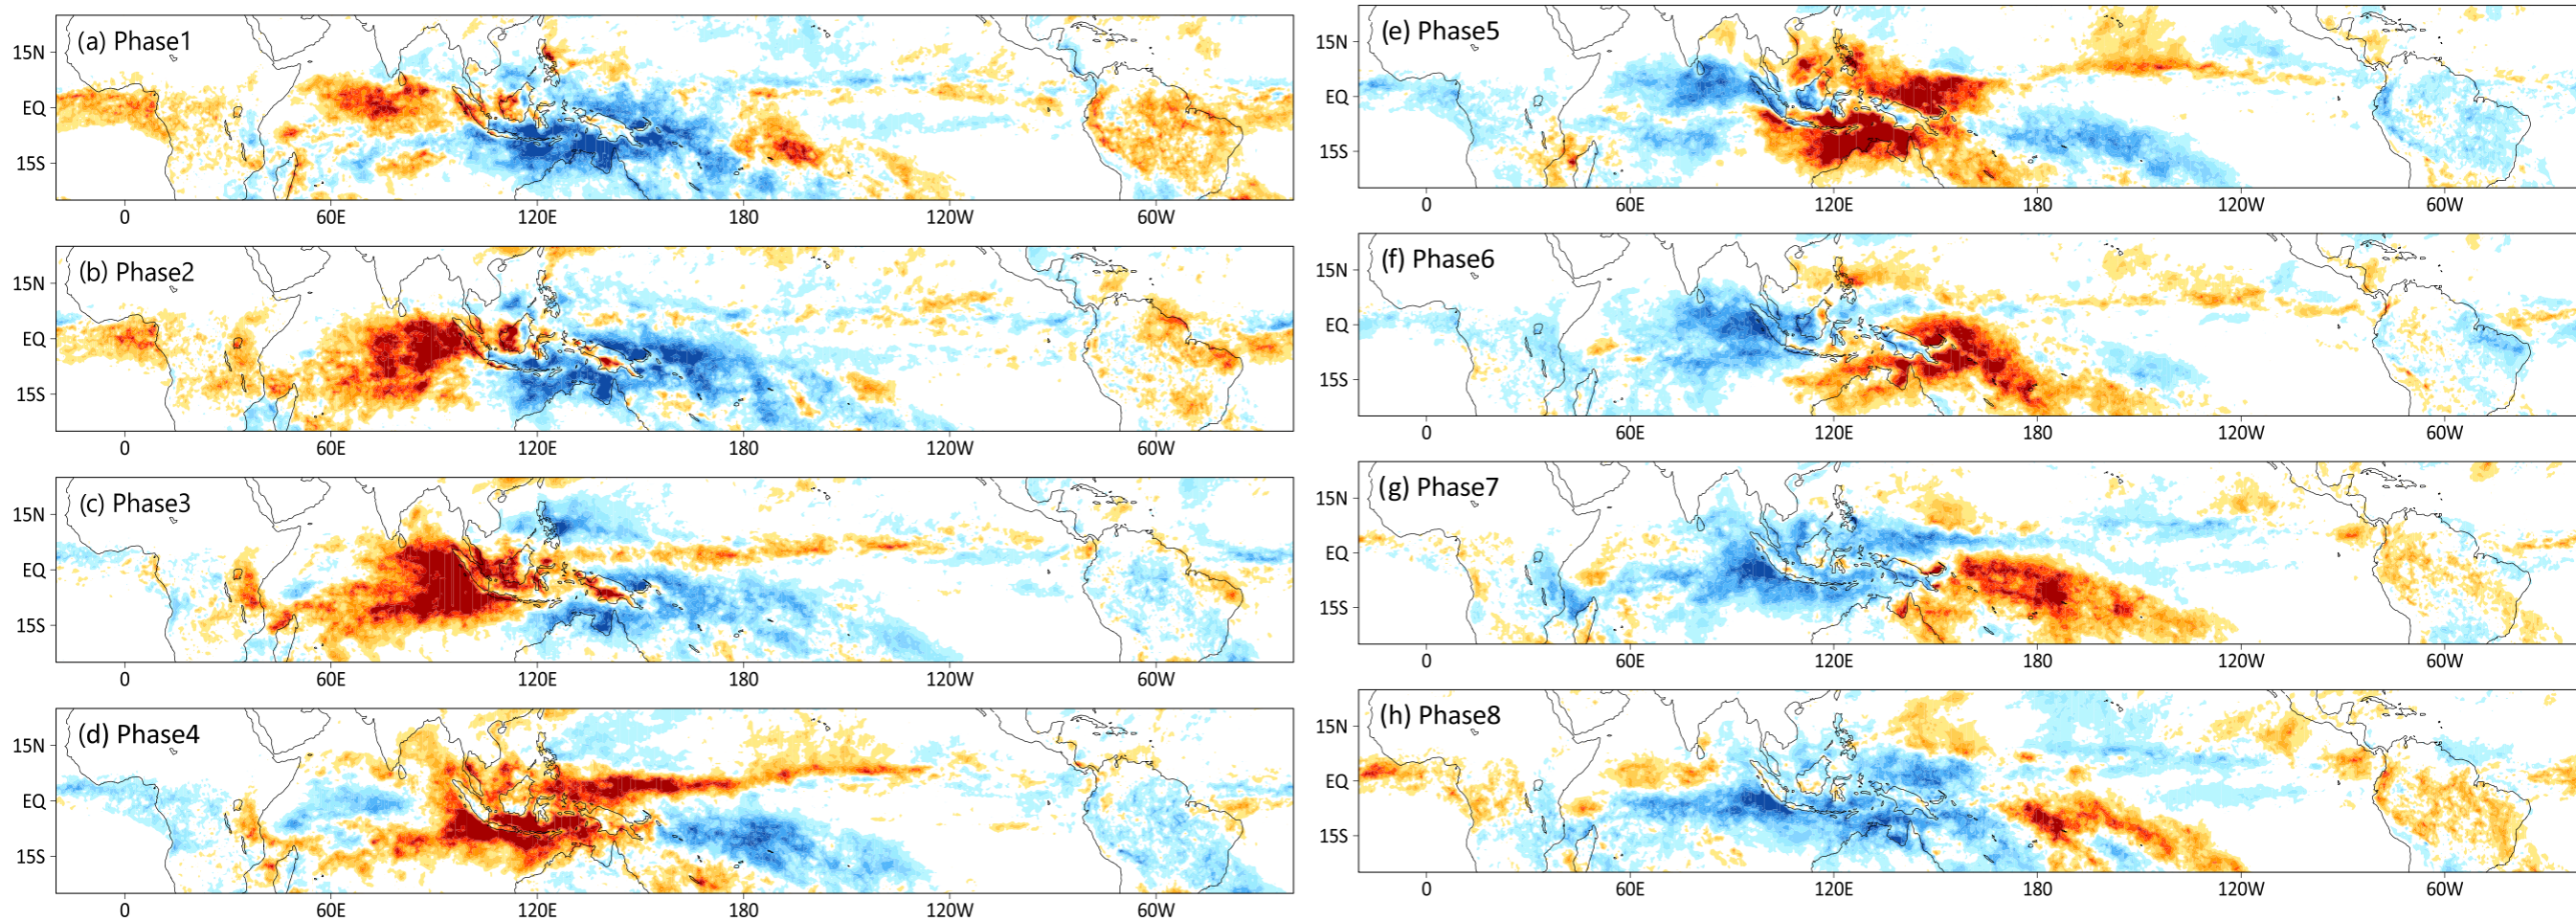 (a) Phase1
15N
EQ
15S
0 60E 120E 180 120W 60W
(b) Phase2
15N
EQ
15S
0 60E 120E 180 120W 60W
(c) Phase3
15N
EQ
15S
0 60E 120E 180 120W 60W
(d) Phase4
15N
EQ
15S
0 60E 120E 180 120W 60W
(e) Phase5
15N
EQ
15S
0 60E 120E 180 120W 60W
(f) Phase6
15N
EQ
15S
0 60E 120E 180 120W 60W
(g) Phase7
15N
EQ
15S
0 60E 120E 180 120W 60W
(h) Phase8
15N
EQ
15S
0 60E 120E 180 120W 60W